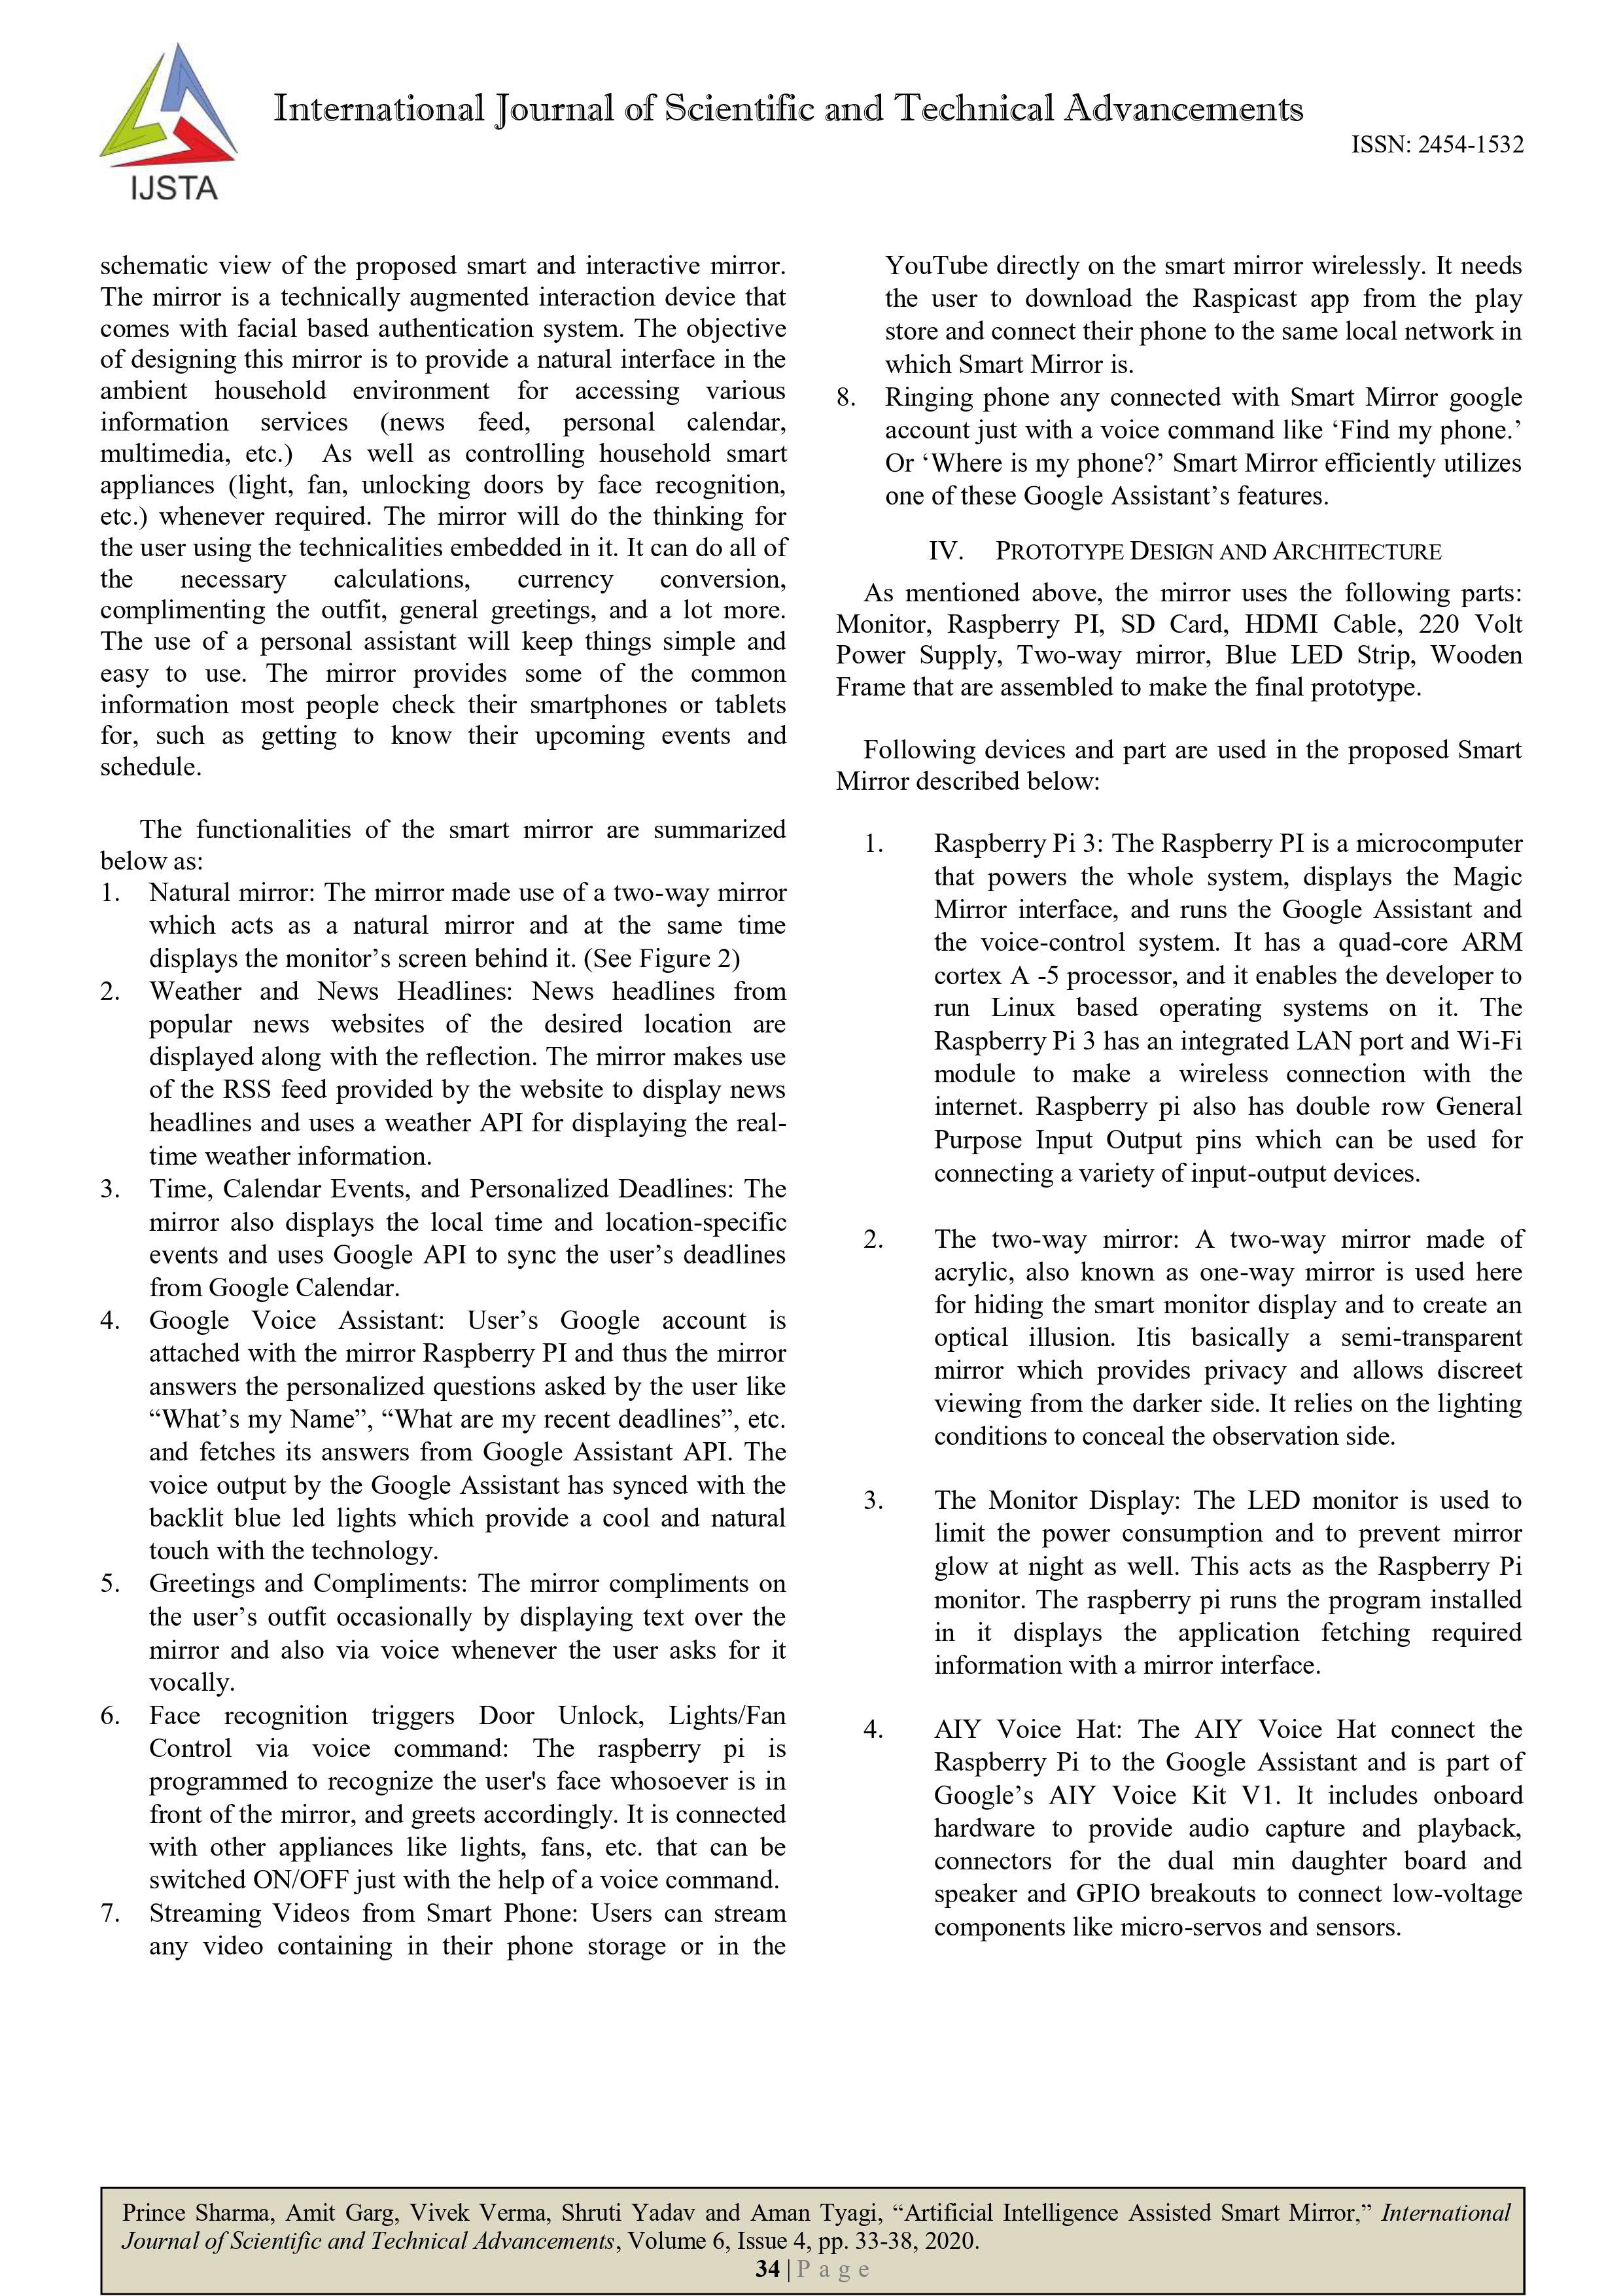 International Journal of Scientific and Technical Advancements
ISSN: 2454-1532
IJSTA
schematic view of the proposed smart and interactive mirror.
The mirror is a technically augmented interaction device that
comes with facial based authentication system. The objective
of designing this mirror is to provide a natural interface in the
ambient household environment for accessing various
information services (news feed, personal calendar,
multimedia, etc.) As well as controlling household smart
appliances (light, fan, unlocking doors by face recognition,
etc.) whenever required. The mirror will do the thinking for
the user using the technicalities embedded in it. It can do all of
the necessary calculations, currency conversion,
complimenting the outfit, general greetings, and a lot more.
The use of a personal assistant will keep things simple and
easy to use. The mirror provides some of the common
information most people check their smartphones or tablets
for, such as getting to know their upcoming events and
schedule.
The functionalities of the smart mirror are summarized
below as:
1. Natural mirror: The mirror made use of a two-way mirror
which acts as a natural mirror and at the same time
displays the monitor’s screen behind it. (See Figure 2)
2. Weather and News Headlines: News headlines from
popular news websites of the desired location are
displayed along with the reflection. The mirror makes use
of the RSS feed provided by the website to display news
headlines and uses a weather API for displaying the real-
time weather information.
3. Time, Calendar Events, and Personalized Deadlines: The
mirror also displays the local time and location-specific
events and uses Google API to sync the user’s deadlines
from Google Calendar.
4. Google Voice Assistant: User’s Google account is
attached with the mirror Raspberry PI and thus the mirror
answers the personalized questions asked by the user like
“What’s my Name”, “What are my recent deadlines”, etc.
and fetches its answers from Google Assistant API. The
voice output by the Google Assistant has synced with the
backlit blue led lights which provide a cool and natural
touch with the technology.
5. Greetings and Compliments: The mirror compliments on
the user’s outfit occasionally by displaying text over the
mirror and also via voice whenever the user asks for it
vocally.
6. Face recognition triggers Door Unlock, Lights/Fan
Control via voice command: The raspberry pi is
programmed to recognize the user's face whosoever is in
front of the mirror, and greets accordingly. It is connected
with other appliances like lights, fans, etc. that can be
switched ON/OFF just with the help of a voice command.
7. Streaming Videos from Smart Phone: Users can stream
any video containing in their phone storage or in the
YouTube directly on the smart mirror wirelessly. It needs
the user to download the Raspicast app from the play
store and connect their phone to the same local network in
which Smart Mirror is.
8. Ringing phone any connected with Smart Mirror google
account just with a voice command like ‘Find my phone.’
Or ‘Where is my phone?’ Smart Mirror efficiently utilizes
one of these Google Assistant’s features.
IV. PROTOTYPE DESIGN AND ARCHITECTURE
As mentioned above, the mirror uses the following parts:
Monitor, Raspberry PI, SD Card, HDMI Cable, 220 Volt
Power Supply, Two-way mirror, Blue LED Strip, Wooden
Frame that are assembled to make the final prototype.
Following devices and part are used in the proposed Smart
Mirror described below:
1. Raspberry Pi 3: The Raspberry PI is a microcomputer
that powers the whole system, displays the Magic
Mirror interface, and runs the Google Assistant and
the voice-control system. It has a quad-core ARM
cortex A -5 processor, and it enables the developer to
run Linux based operating systems on it. The
Raspberry Pi 3 has an integrated LAN port and Wi-Fi
module to make a wireless connection with the
internet. Raspberry pi also has double row General
Purpose Input Output pins which can be used for
connecting a variety of input-output devices.
2. The two-way mirror: A two-way mirror made of
acrylic, also known as one-way mirror is used here
for hiding the smart monitor display and to create an
optical illusion. Itis basically a semi-transparent
mirror which provides privacy and allows discreet
viewing from the darker side. It relies on the lighting
conditions to conceal the observation side.
3. The Monitor Display: The LED monitor is used to
limit the power consumption and to prevent mirror
glow at night as well. This acts as the Raspberry Pi
monitor. The raspberry pi runs the program installed
in it displays the application fetching required
information with a mirror interface.
4. AIY Voice Hat: The AIY Voice Hat connect the
Raspberry Pi to the Google Assistant and is part of
Google’s AIY Voice Kit V1. It includes onboard
hardware to provide audio capture and playback,
connectors for the dual min daughter board and
speaker and GPIO breakouts to connect low-voltage
components like micro-servos and sensors.
Prince Sharma, Amit Garg, Vivek Verma, Shruti Yadav and Aman Tyagi, “Artificial Intelligence Assisted Smart Mirror,” International
Journal of Scientific and Technical Advancements, Volume 6, Issue 4, pp. 33-38, 2020.
34 | P a g e